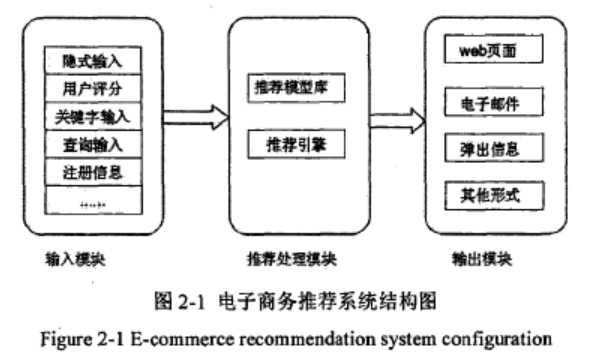 隐式输入
用户评分
关键字输入
查询输入
注册信息
......
输入模块
推荐模型库
推荐引擎
推荐处理模块
web页面
电子邮件
弹出信息
其他形式
输出模块
图 2-1 电子商务推荐系统结构图
Figure 2-1 E-commerce recommendation system configuration